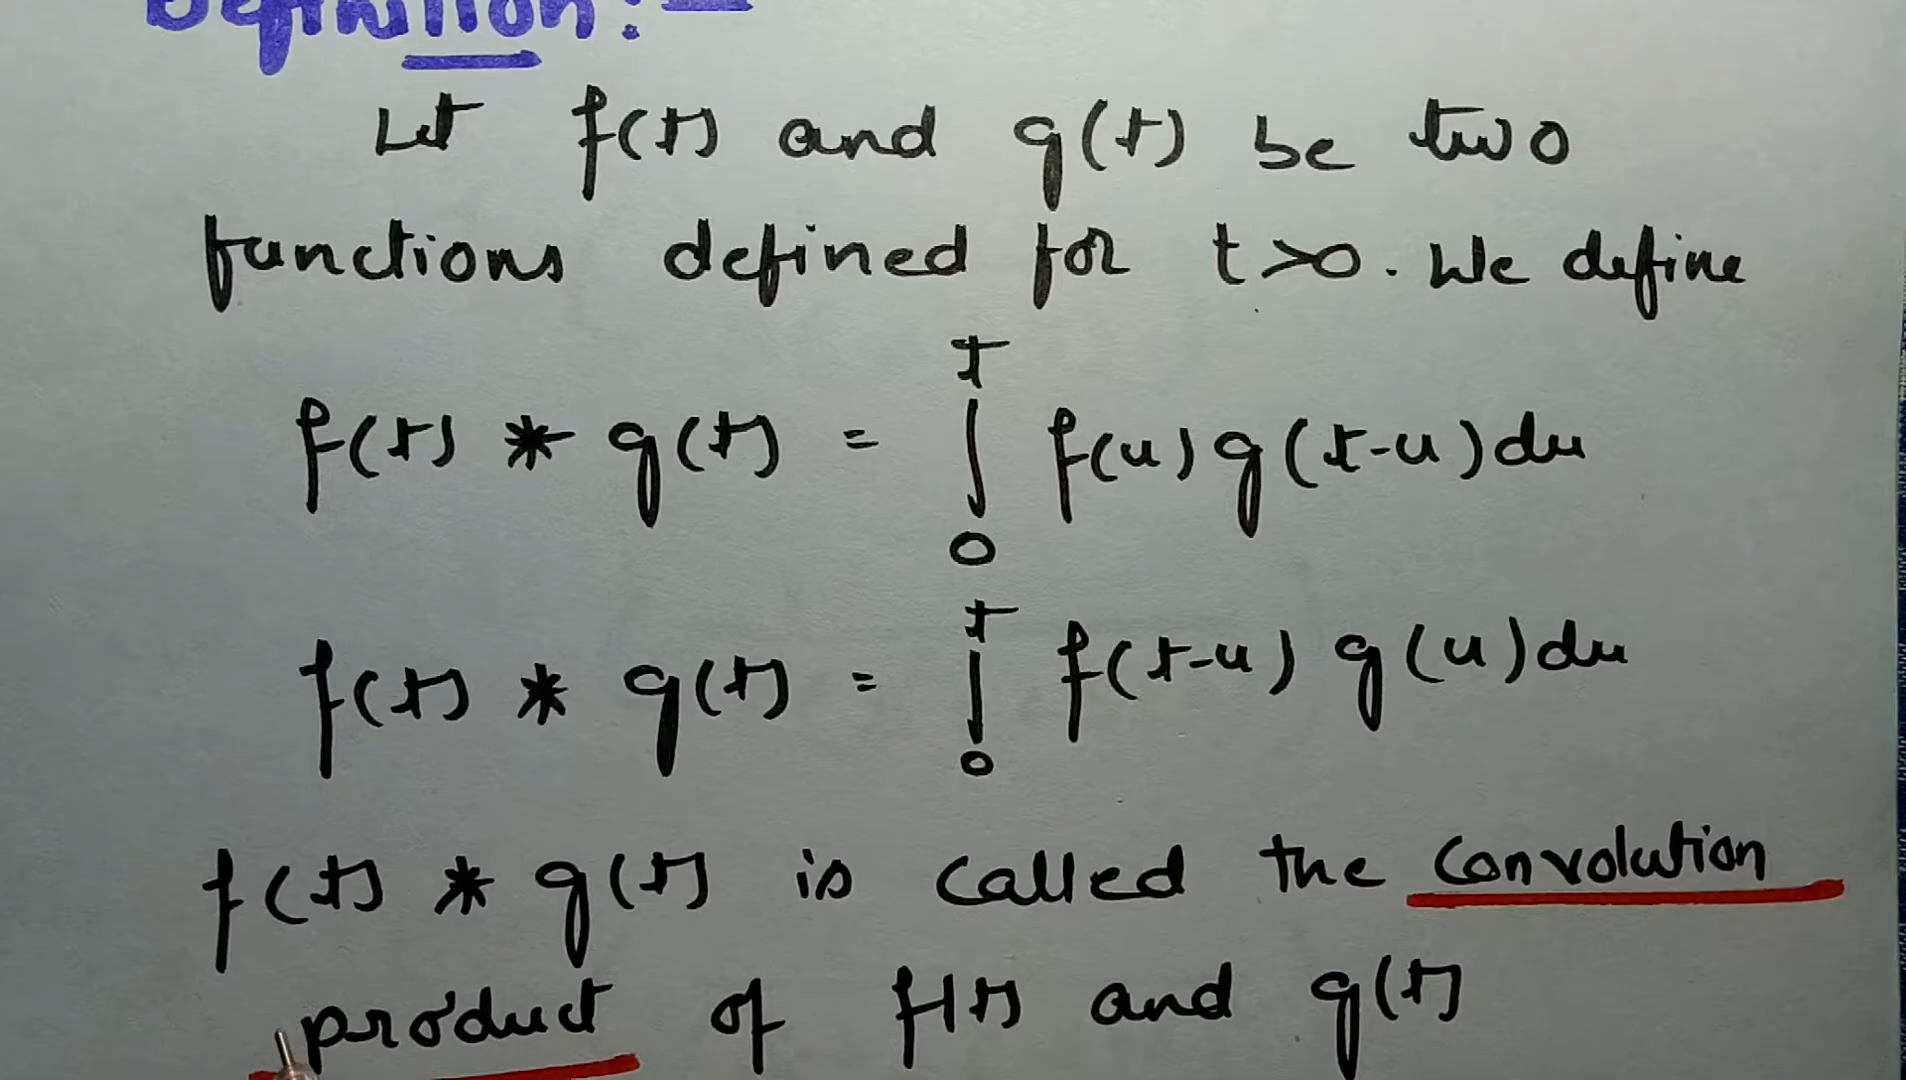 Definition:-
Let f(t) and g(t) be two
functions defined for t>0. We define
f(t) * g(t) = ∫₀ᵗ f(u) g(t-u) du
f(t) * g(t) = ∫₀ᵗ f(t-u) g(u) du
f(t) * g(t) is called the convolution
product of f(t) and g(t)